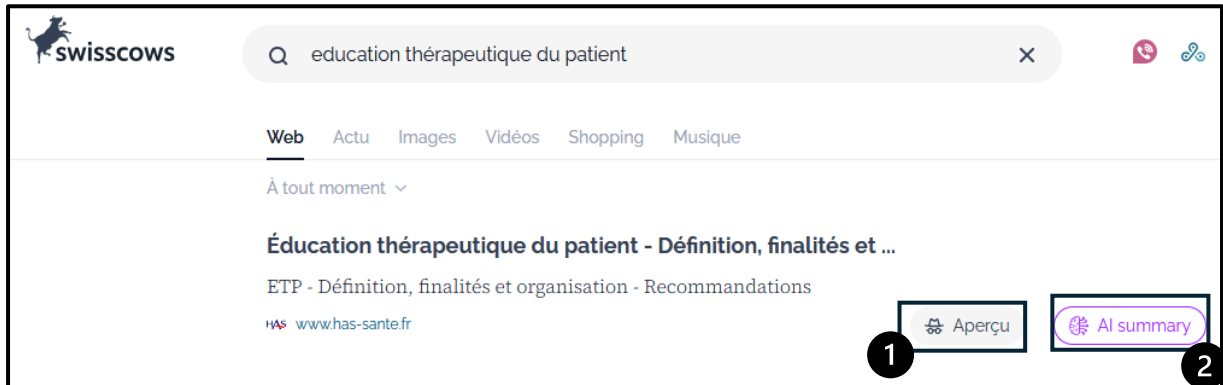 swisscows
education thérapeutique du patient
Web Actu Images Vidéos Shopping Musique
À tout moment
Éducation thérapeutique du patient - Définition, finalités et ...
ETP - Définition, finalités et organisation - Recommandations
HAS www.has-sante.fr
Aperçu
AI summary
1
2